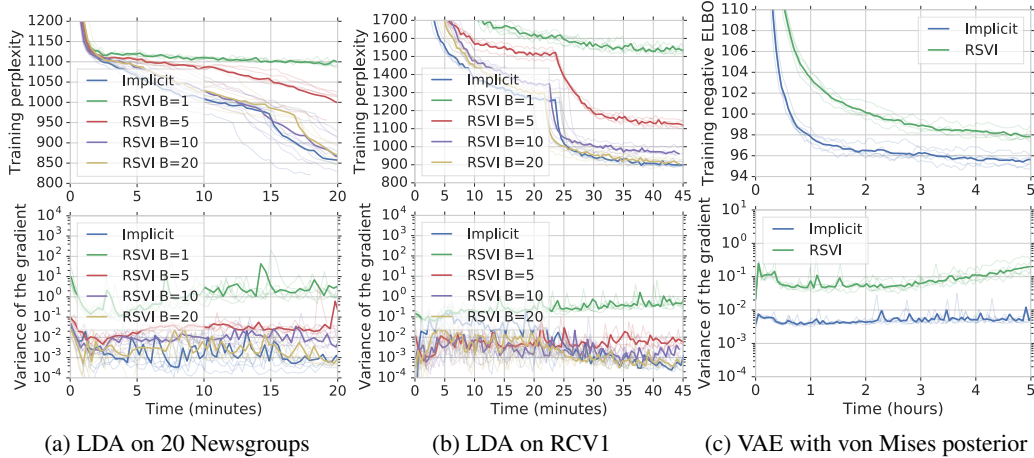 Training perplexity
1200
1150
1100
1050
1000
950
900
850
800
0
5
10
15
20
Implicit
RSVI B=1
RSVI B=5
RSVI B=10
RSVI B=20
Training perplexity
1700
1600
1500
1400
1300
1200
1100
1000
900
800
0
5
10
15
20
25
30
35
40
45
Implicit
RSVI B=1
RSVI B=5
RSVI B=10
RSVI B=20
Training negative ELBO
110
108
106
104
102
100
98
96
94
0
1
2
3
4
5
Implicit
RSVI
Variance of the gradient
10^4
10^3
10^2
10^1
10^0
10^-1
10^-2
10^-3
10^-4
0
5
10
15
20
Time (minutes)
Implicit
RSVI B=1
RSVI B=5
RSVI B=10
RSVI B=20
Variance of the gradient
10^4
10^3
10^2
10^1
10^0
10^-1
10^-2
10^-3
10^-4
0
5
10
15
20
25
30
35
40
45
Time (minutes)
Implicit
RSVI B=1
RSVI B=5
RSVI B=10
RSVI B=20
Variance of the gradient
10^1
10^0
10^-1
10^-2
10^-3
10^-4
0
1
2
3
4
5
Time (hours)
Implicit
RSVI
(a) LDA on 20 Newsgroups
(b) LDA on RCV1
(c) VAE with von Mises posterior